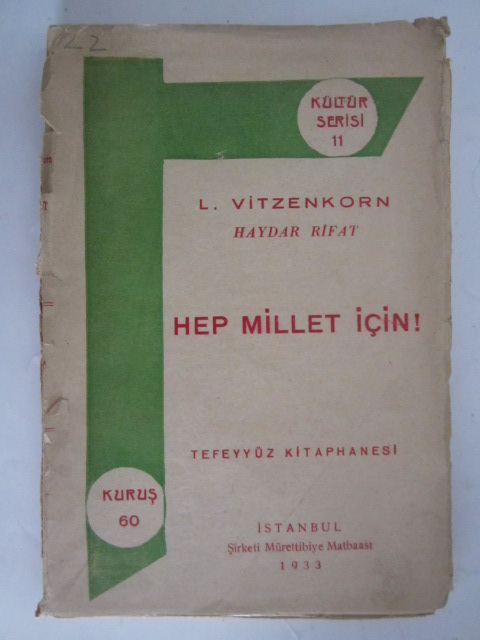 22
KÜLTÜR
SERİSİ
11
L. VİTZENKORN
HAYDAR RİFAT
HEP MİLLET İÇİN!
TEFEYYÜZ KİTAPHANESİ
KURUŞ
60
İSTANBUL
Şirketi Mürettibiye Matbaası
1933